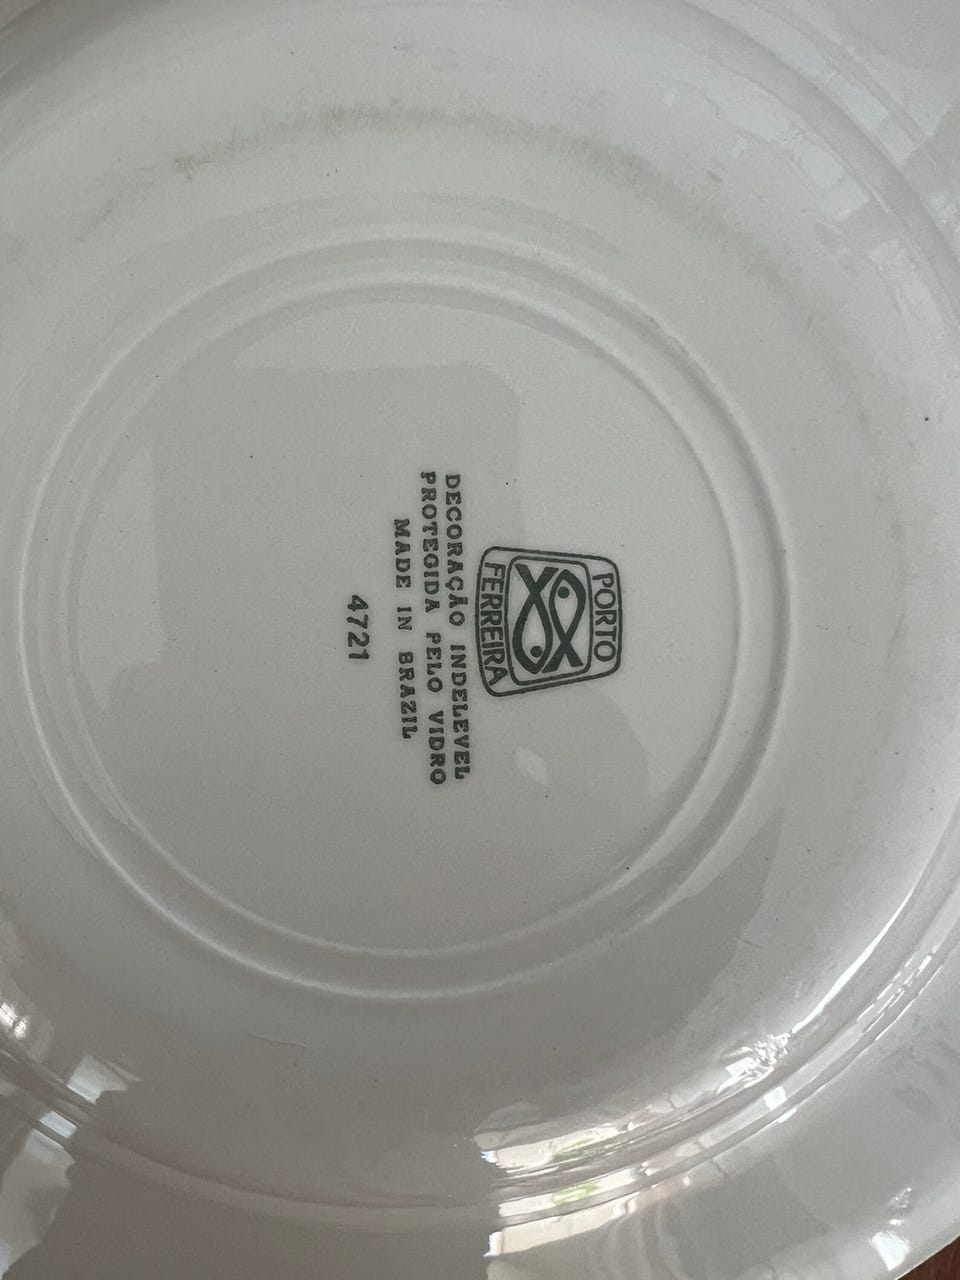 PORTO
FERREIRA
DECORAÇÃO INDELEVEL
PROTEGIDA PELO VIDRO
MADE IN BRAZIL
4721